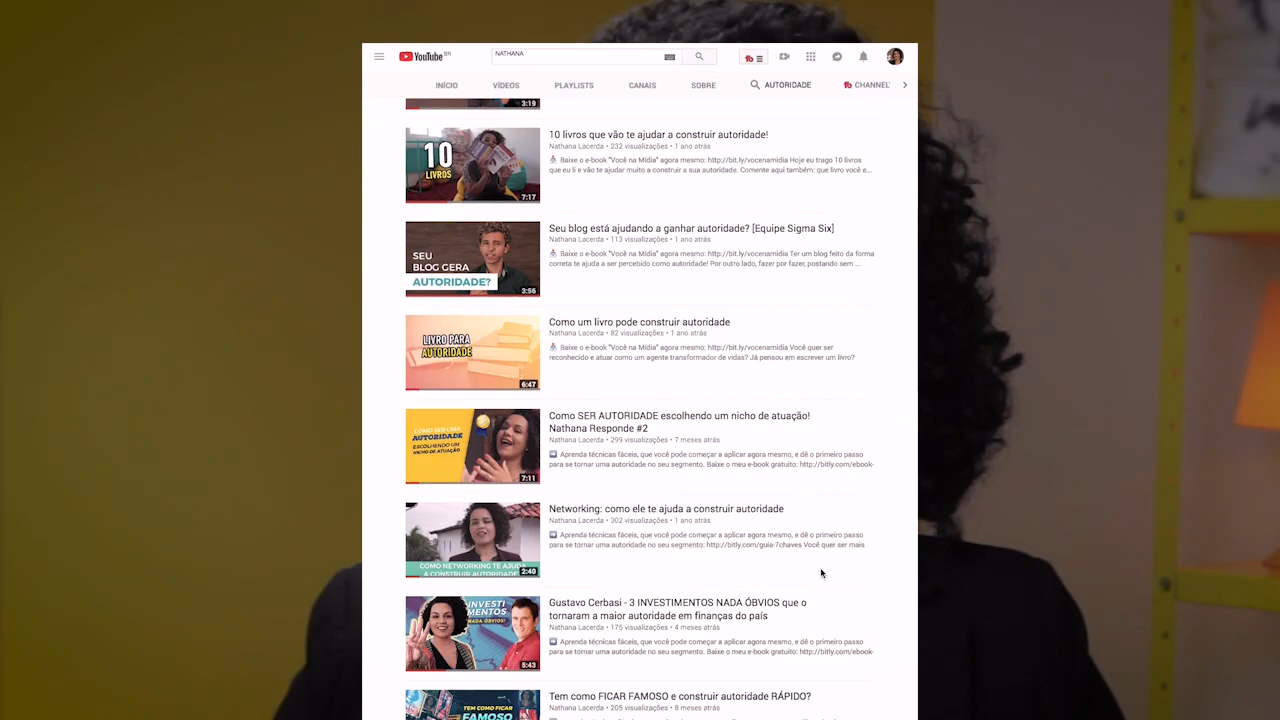 YouTube BR
NATHANA
INÍCIO VÍDEOS PLAYLISTS CANAIS SOBRE AUTORIDADE CHANNEL'
3:19
10
LIVROS
7:17
10 livros que vão te ajudar a construir autoridade!
Nathana Lacerda • 232 visualizações • 1 ano atrás
Baixe o e-book "Você na Mídia" agora mesmo: http://bit.ly/vocenamidia Hoje eu trago 10 livros
que eu li e vão te ajudar muito a construir a sua autoridade. Comente aqui também: que livro você e...
SEU
BLOG GERA
AUTORIDADE?
3:56
Seu blog está ajudando a ganhar autoridade? [Equipe Sigma Six]
Nathana Lacerda • 113 visualizações • 1 ano atrás
Baixe o e-book "Você na Mídia" agora mesmo: http://bit.ly/vocenamidia Ter um blog feito da forma
correta te ajuda a ser percebido como autoridade! Por outro lado, fazer por fazer, postando sem ...
LIVRO PARA
AUTORIDADE
6:47
Como um livro pode construir autoridade
Nathana Lacerda • 82 visualizações • 1 ano atrás
Baixe o e-book "Você na Mídia" agora mesmo: http://bit.ly/vocenamidia Você quer ser
reconhecido e atuar como um agente transformador de vidas? Já pensou em escrever um livro?
COMO SER UMA
AUTORIDADE
ESCOLHENDO UM
NICHO DE ATUAÇÃO!
7:11
Como SER AUTORIDADE escolhendo um nicho de atuação!
Nathana Responde #2
Nathana Lacerda • 299 visualizações • 7 meses atrás
Aprenda técnicas fáceis, que você pode começar a aplicar agora mesmo, e dê o primeiro passo
para se tornar uma autoridade no seu segmento. Baixe o meu e-book gratuito: http://bitly.com/ebook-
COMO NETWORKING TE AJUDA
A CONSTRUIR AUTORIDADE
2:40
Networking: como ele te ajuda a construir autoridade
Nathana Lacerda • 302 visualizações • 1 ano atrás
Aprenda técnicas fáceis, que você pode começar a aplicar agora mesmo, e dê o primeiro passo
para se tornar uma autoridade no seu segmento: http://bitly.com/guia-7chaves Você quer ser mais
INVESTI
MENTOS
NADA ÓBVIOS!
5:43
Gustavo Cerbasi - 3 INVESTIMENTOS NADA ÓBVIOS que o
tornaram a maior autoridade em finanças do país
Nathana Lacerda • 175 visualizações • 4 meses atrás
Aprenda técnicas fáceis, que você pode começar a aplicar agora mesmo, e dê o primeiro passo
para se tornar uma autoridade no seu segmento. Baixe o meu e-book gratuito: http://bitly.com/ebook-
TEM COMO FICAR
FAMOSO
Tem como FICAR FAMOSO e construir autoridade RÁPIDO?
Nathana Lacerda • 205 visualizações • 8 meses atrás